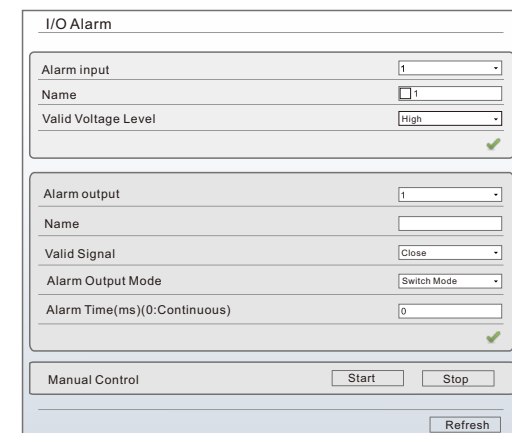 I/O Alarm
Alarm input 1
Name 1
Valid Voltage Level High
Alarm output 1
Name
Valid Signal Close
Alarm Output Mode Switch Mode
Alarm Time(ms)(0:Continuous) 0
Manual Control Start Stop
Refresh